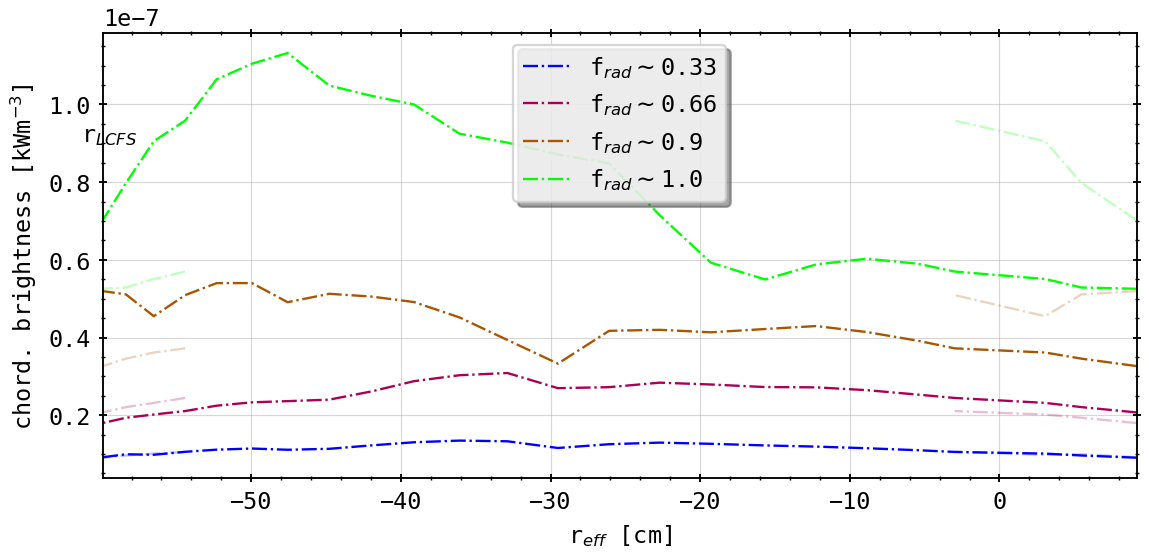 1e−7
f_rad ∼ 0.33
f_rad ∼ 0.66
f_rad ∼ 0.9
f_rad ∼ 1.0
1.0
r_LCFS
0.8
0.6
0.4
0.2
chord. brightness [kWm⁻³]
−50 −40 −30 −20 −10 0
r_eff [cm]